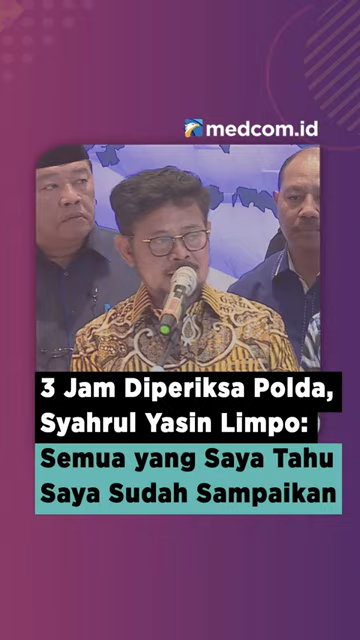 medcom.id
3 Jam Diperiksa Polda,
Syahrul Yasin Limpo:
Semua yang Saya Tahu
Saya Sudah Sampaikan